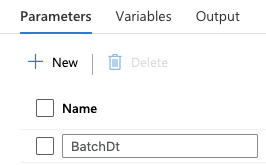 Parameters Variables Output
New Delete
Name
BatchDt